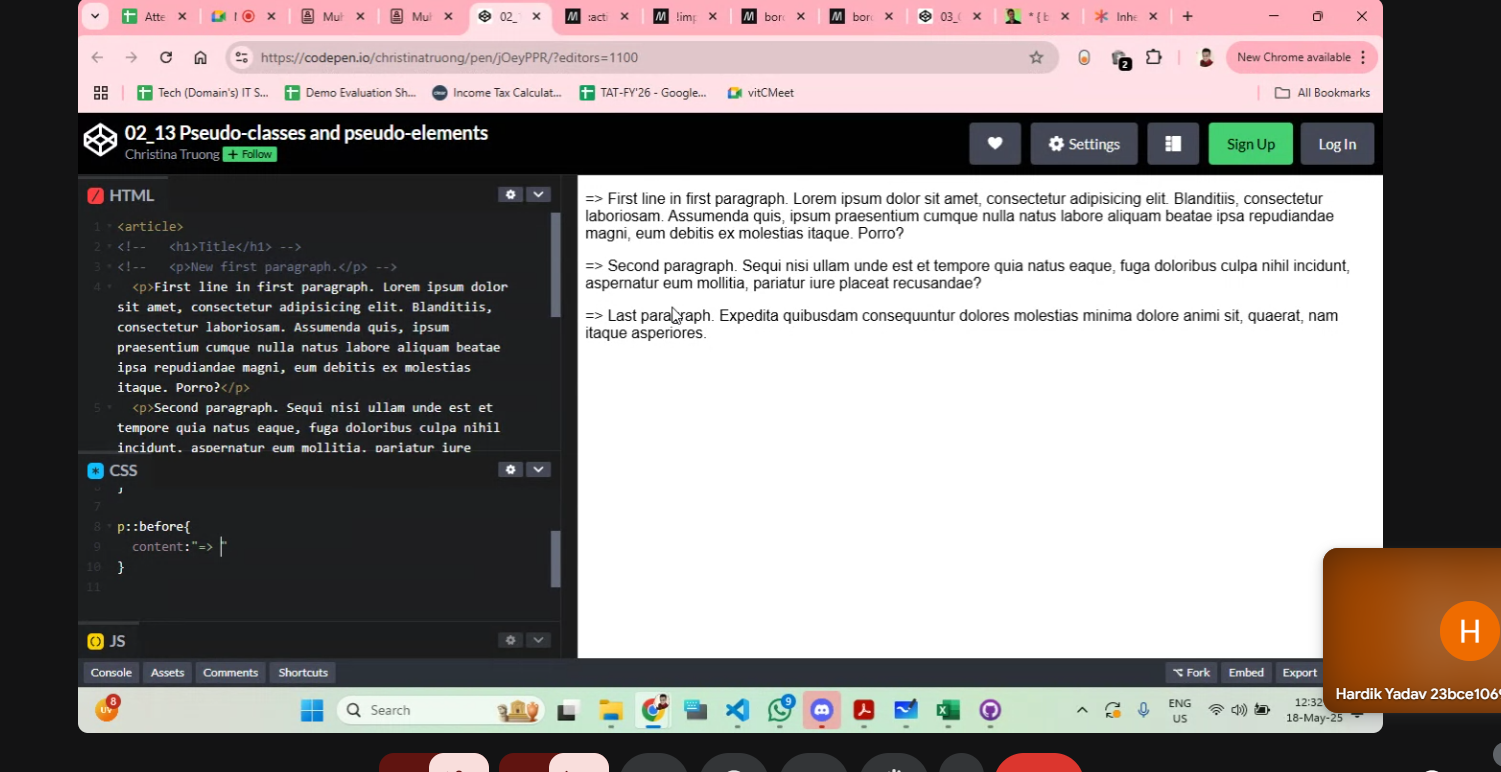 Atte
Mul
Mul
02_
:acti
!imp
bor
bor
03_
* { b
Inhe
https://codepen.io/christinatruong/pen/jOeyPPR/?editors=1100
2
New Chrome available
Tech (Domain's) IT S...
Demo Evaluation Sh...
Income Tax Calculat...
TAT-FY'26 - Google...
vitCMeet
All Bookmarks
02_13 Pseudo-classes and pseudo-elements
Christina Truong
+ Follow
Settings
Sign Up
Log In
HTML
1 <article>
2 <!--   <h1>Title</h1> -->
3 <!--   <p>New first paragraph.</p> -->
4 <p>First line in first paragraph. Lorem ipsum dolor
sit amet, consectetur adipisicing elit. Blanditiis,
consectetur laboriosam. Assumenda quis, ipsum
praesentium cumque nulla natus labore aliquam beatae
ipsa repudiandae magni, eum debitis ex molestias
itaque. Porro?</p>
5 <p>Second paragraph. Sequi nisi ullam unde est et
tempore quia natus eaque, fuga doloribus culpa nihil
incidunt, aspernatur eum mollitia, pariatur iure
CSS
}
7
8 p::before{
9 content:"=> "
10 }
11
JS
=> First line in first paragraph. Lorem ipsum dolor sit amet, consectetur adipisicing elit. Blanditiis, consectetur
laboriosam. Assumenda quis, ipsum praesentium cumque nulla natus labore aliquam beatae ipsa repudiandae
magni, eum debitis ex molestias itaque. Porro?
=> Second paragraph. Sequi nisi ullam unde est et tempore quia natus eaque, fuga doloribus culpa nihil incidunt,
aspernatur eum mollitia, pariatur iure placeat recusandae?
=> Last paragraph. Expedita quibusdam consequuntur dolores molestias minima dolore animi sit, quaerat, nam
itaque asperiores.
Console
Assets
Comments
Shortcuts
Fork
Embed
Export
H
Hardik Yadav 23bce106
8
UV
Search
9
ENG
US
12:32
18-May-25